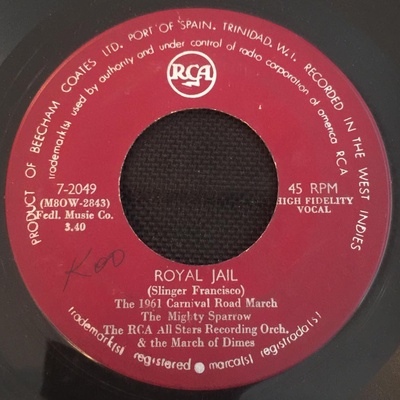 PRODUCT OF BEECHAM COATES LTD. PORT OF SPAIN, TRINIDAD, W.I. RECORDED IN THE WEST INDIES
trademark(s) used by authority and under control of radio corporation of america RCA
RCA
7-2049
(M8OW-2843)
Fedl. Music Co.
3.40
45 RPM
HIGH FIDELITY
VOCAL
ROYAL JAIL
(Slinger Francisco)
The 1961 Carnival Road March
The Mighty Sparrow
The RCA All Stars Recording Orch.
& the March of Dimes
trademark(s) registered • marca(s) registrada(s)